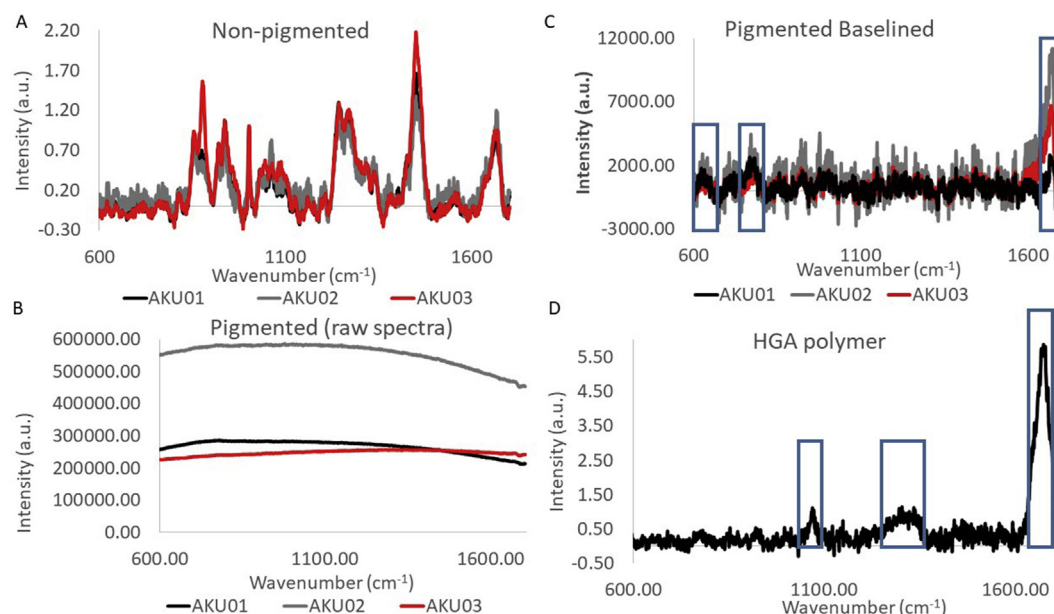 A
Non-pigmented
Intensity (a.u.)
2.20
1.70
1.20
0.70
0.20
-0.30
600
1100
1600
Wavenumber (cm⁻¹)
AKU01
AKU02
AKU03
B
Pigmented (raw spectra)
Intensity (a.u.)
600000.00
500000.00
400000.00
300000.00
200000.00
100000.00
0.00
600.00
1100.00
1600.00
Wavenumber (cm⁻¹)
AKU01
AKU02
AKU03
C
Pigmented Baselined
Intensity (a.u.)
12000.00
7000.00
2000.00
-3000.00
600
1100
1600
Wavenumber (cm⁻¹)
AKU01
AKU02
AKU03
D
HGA polymer
Intensity (a.u.)
5.50
4.50
3.50
2.50
1.50
0.50
-0.50
600.00
1100.00
1600.00
Wavenumber (cm⁻¹)